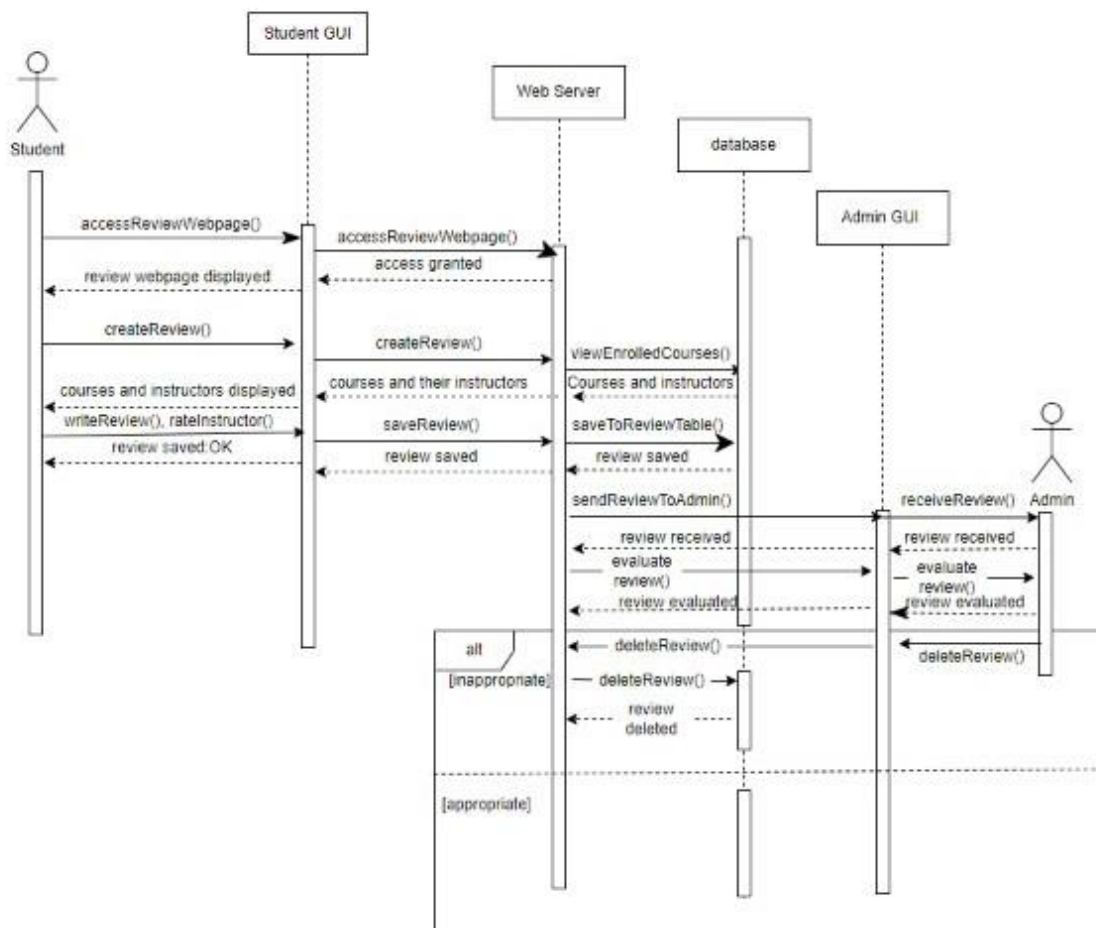 Student GUI
Web Server
Student
database
Admin GUI
accessReviewWebpage()
accessReviewWebpage()
access granted
review webpage displayed
createReview()
createReview()
viewEnrolledCourses()
courses and instructors displayed
courses and their instructors
Courses and instructors
writeReview(), rateInstructor()
saveReview()
saveToReviewTable()
review saved:OK
review saved
review saved
sendReviewToAdmin()
receiveReview()
Admin
review received
review received
evaluate
review()
evaluate
review()
review evaluated
review evaluated
alt
deleteReview()
deleteReview()
[inappropriate]
deleteReview()
review
deleted
[appropriate]